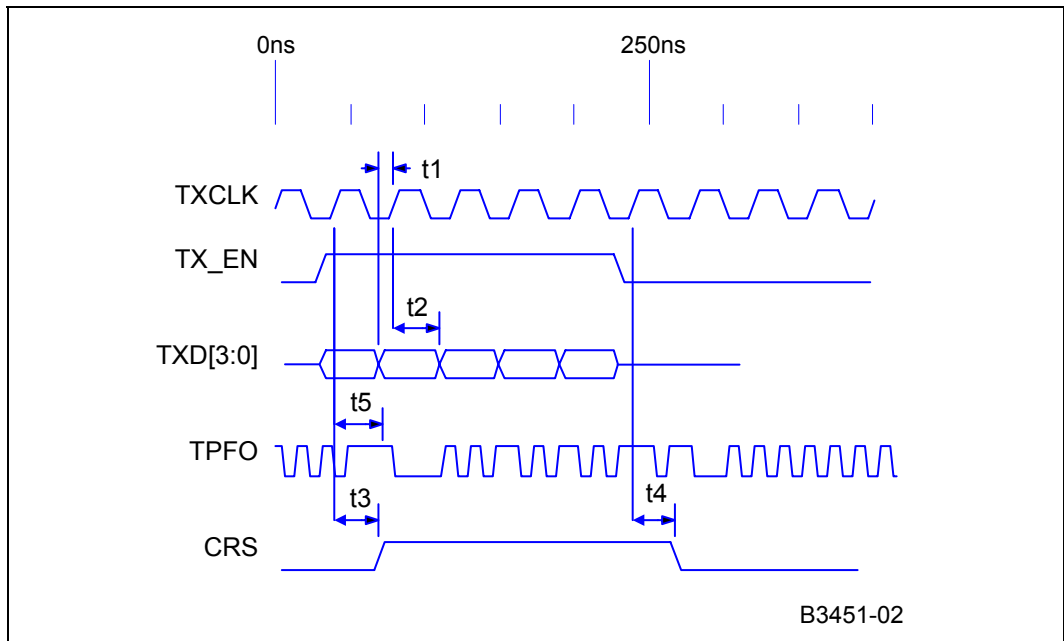 0ns 250ns
t1
TXCLK
TX_EN
t2
TXD[3:0]
t5
TPFO
t3 t4
CRS
B3451-02